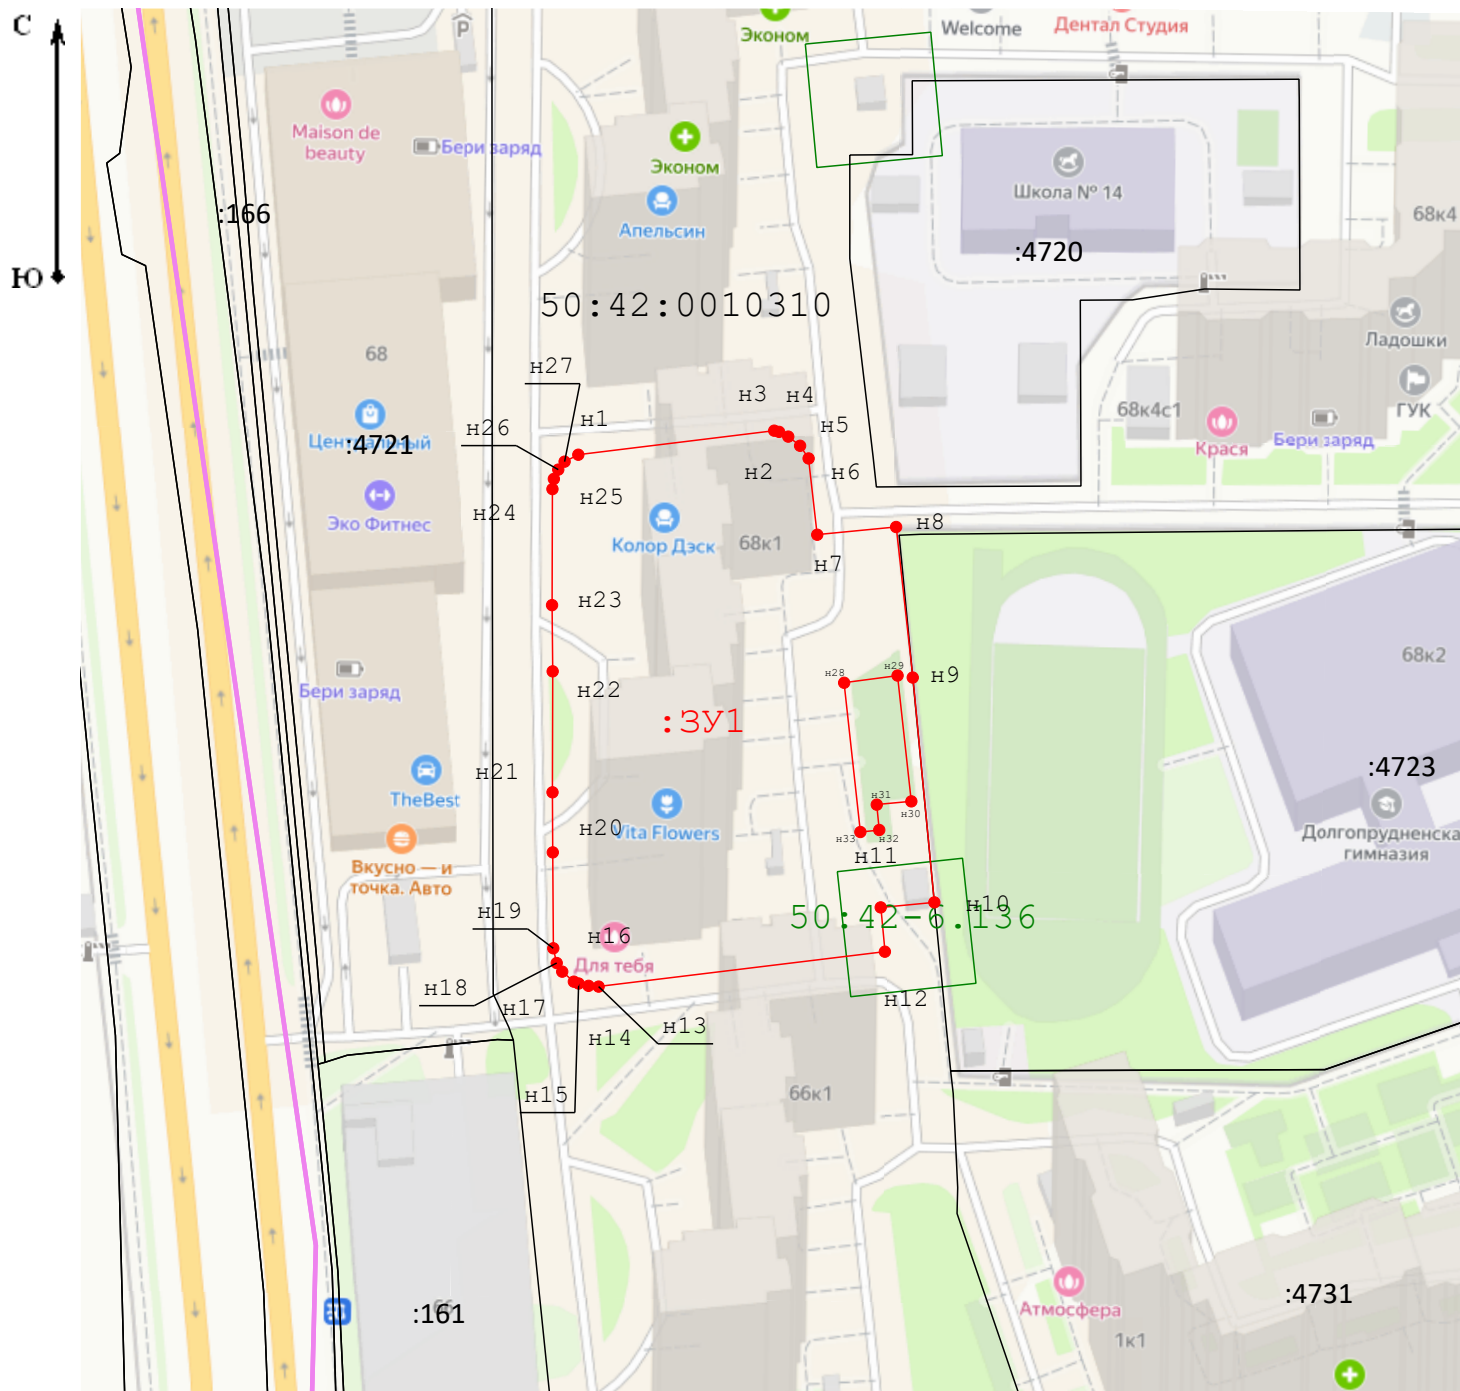 С
Ю
Эконом
Welcome
Дентал Студия
P
Maison de
beauty
Бери заряд
Эконом
Школа № 14
Апельсин
68к4
:166
:4720
50:42:0010310
Ладошки
68
н27
ГУК
Центральный
:4721
н26
н1
н3
н4
н5
68к4с1
Крася
Бери заряд
н2
н6
Эко Фитнес
н25
н24
Колор Дэск
68к1
н8
н7
н23
68к2
н28
н29
н9
Бери заряд
н22
:ЗУ1
н21
:4723
TheBest
н31
н30
Долгопрудненска
гимназия
н20
Vita Flowers
н33
н32
н11
Вкусно — и
точка. Авто
н19
н16
50:42-6.136
н10
Для тебя
н18
н17
н12
н13
н14
н15
66к1
:161
66
Атмосфера
:4731
1к1